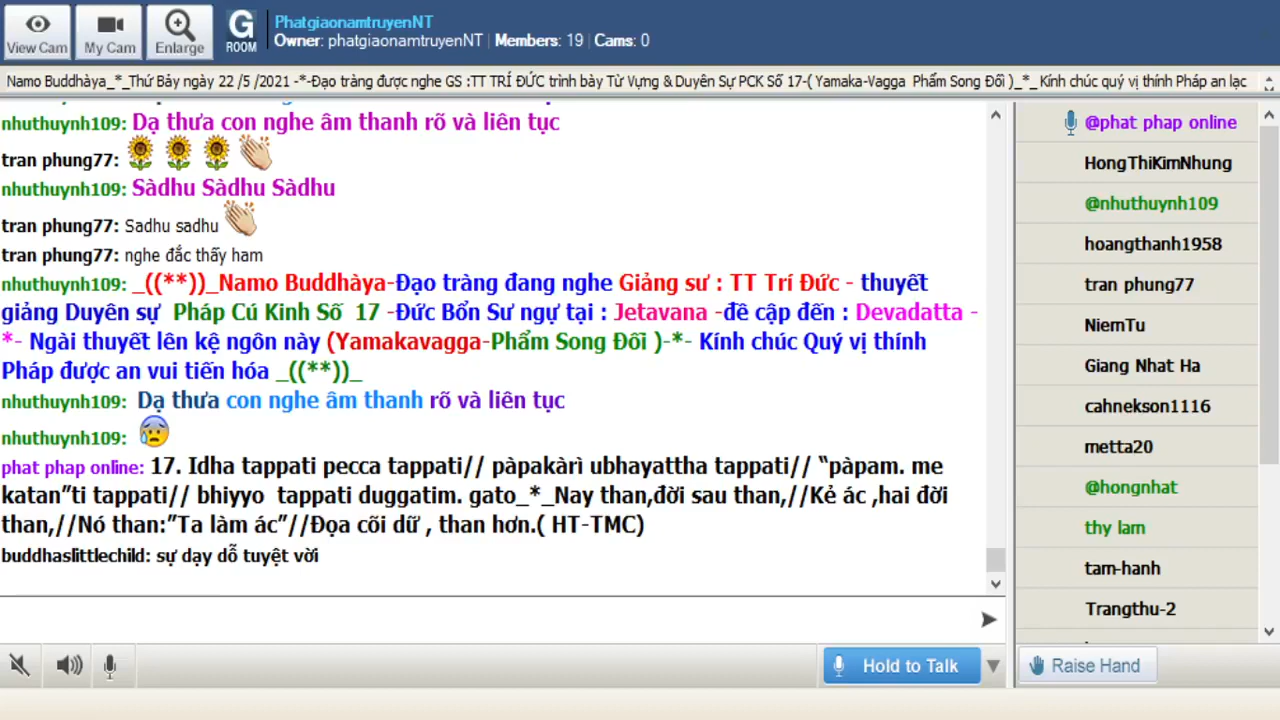 PhatgiaonamtruyenNT
Owner: phatgiaonamtruyenNT | Members: 19 | Cams: 0
View Cam
My Cam
Enlarge
G
ROOM
Namo Buddhàya_*_Thứ Bảy ngày 22 /5 /2021 -*-Đạo tràng được nghe GS :TT TRÍ ĐỨC trình bày Từ Vựng & Duyên Sự PCK Số 17-( Yamaka-Vagga Phẩm Song Đối )_*_ Kính chúc quý vị thính Pháp an lạc
nhuthuynh109: Dạ thưa con nghe âm thanh rõ và liên tục
tran phung77:
nhuthuynh109: Sàdhu Sàdhu Sàdhu
tran phung77: Sadhu sadhu
tran phung77: nghe đắc thấy ham
nhuthuynh109: _((**))_Namo Buddhàya-Đạo tràng đang nghe Giảng sư : TT Trí Đức - thuyết
giảng Duyên sự Pháp Cú Kinh Số 17 -Đức Bổn Sư ngự tại : Jetavana -đề cập đến : Devadatta -
*- Ngài thuyết lên kệ ngôn này (Yamakavagga-Phẩm Song Đối )-*- Kính chúc Quý vị thính
Pháp được an vui tiến hóa _((**))_
nhuthuynh109: Dạ thưa con nghe âm thanh rõ và liên tục
nhuthuynh109:
phat phap online: 17. Idha tappati pecca tappati// pàpakàrì ubhayattha tappati// “pàpam. me
katan”ti tappati// bhiyyo tappati duggatim. gato_*_Nay than,đời sau than,//Kẻ ác ,hai đời
than,//Nó than:”Ta làm ác”//Đọa cõi dữ , than hơn.( HT-TMC)
buddhaslittlechild: sự dạy dỗ tuyệt vời
@phat phap online
HongThiKimNhung
@nhuthuynh109
hoangthanh1958
tran phung77
NiemTu
Giang Nhat Ha
cahnekson1116
metta20
@hongnhat
thy lam
tam-hanh
Trangthu-2
Hold to Talk
Raise Hand